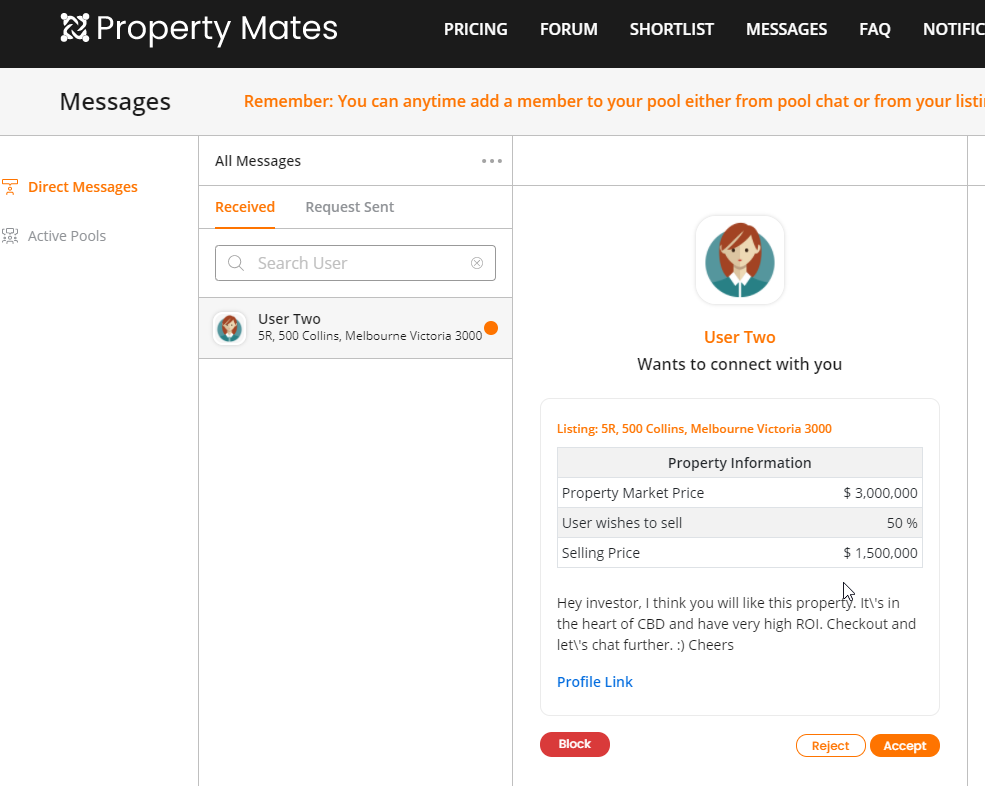 Property Mates
PRICING FORUM SHORTLIST MESSAGES FAQ NOTIFIC
Messages
Remember: You can anytime add a member to your pool either from pool chat or from your listi
Direct Messages
Active Pools
All Messages
Received Request Sent
Search User
User Two
5R, 500 Collins, Melbourne Victoria 3000
User Two
Wants to connect with you
Listing: 5R, 500 Collins, Melbourne Victoria 3000
Property Information
Property Market Price $ 3,000,000
User wishes to sell 50 %
Selling Price $ 1,500,000
Hey investor, I think you will like this property. It\'s in
the heart of CBD and have very high ROI. Checkout and
let\'s chat further. :) Cheers
Profile Link
Block Reject Accept